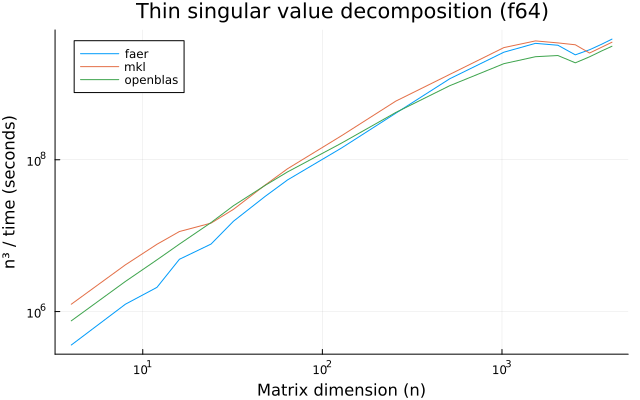 Thin singular value decomposition (f64)
faer
mkl
openblas
n³ / time (seconds)
10⁸
10⁶
10¹
10²
10³
Matrix dimension (n)